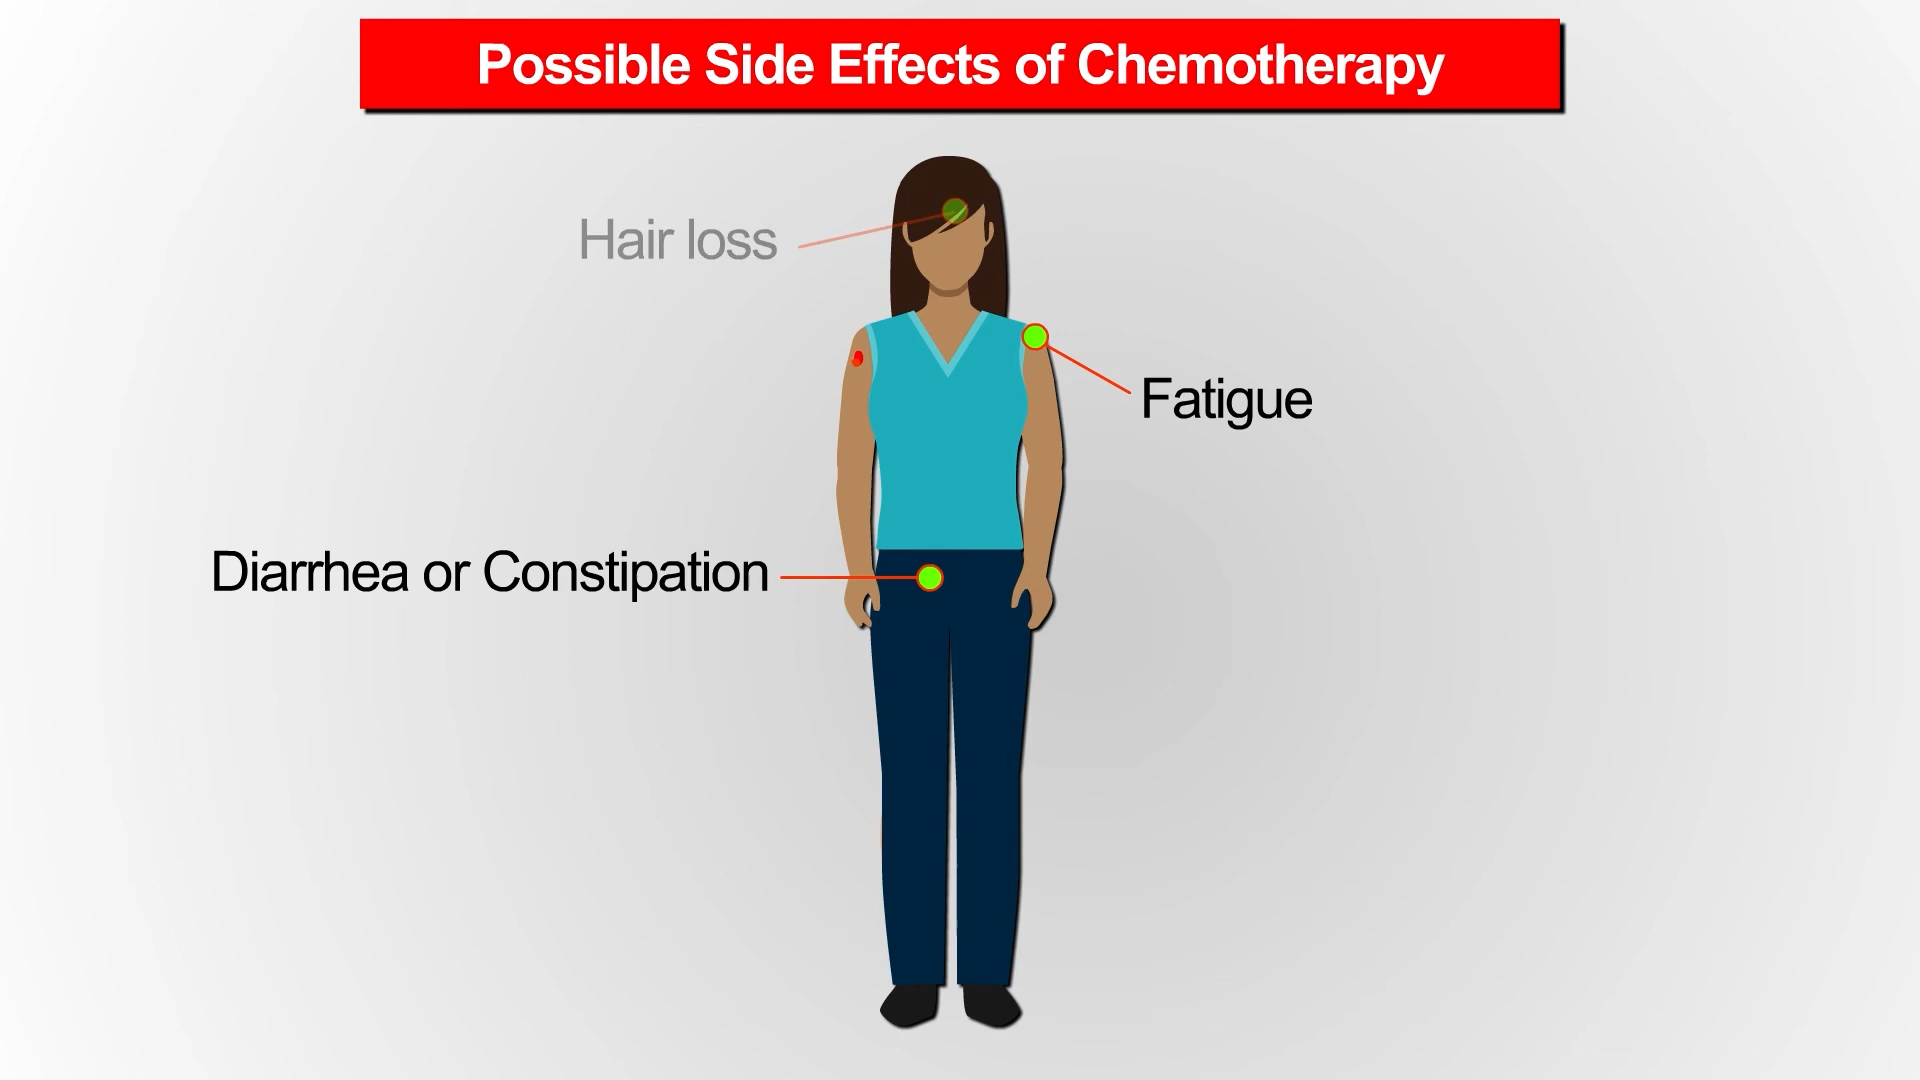 Possible Side Effects of Chemotherapy
Hair loss
Fatigue
Diarrhea or Constipation